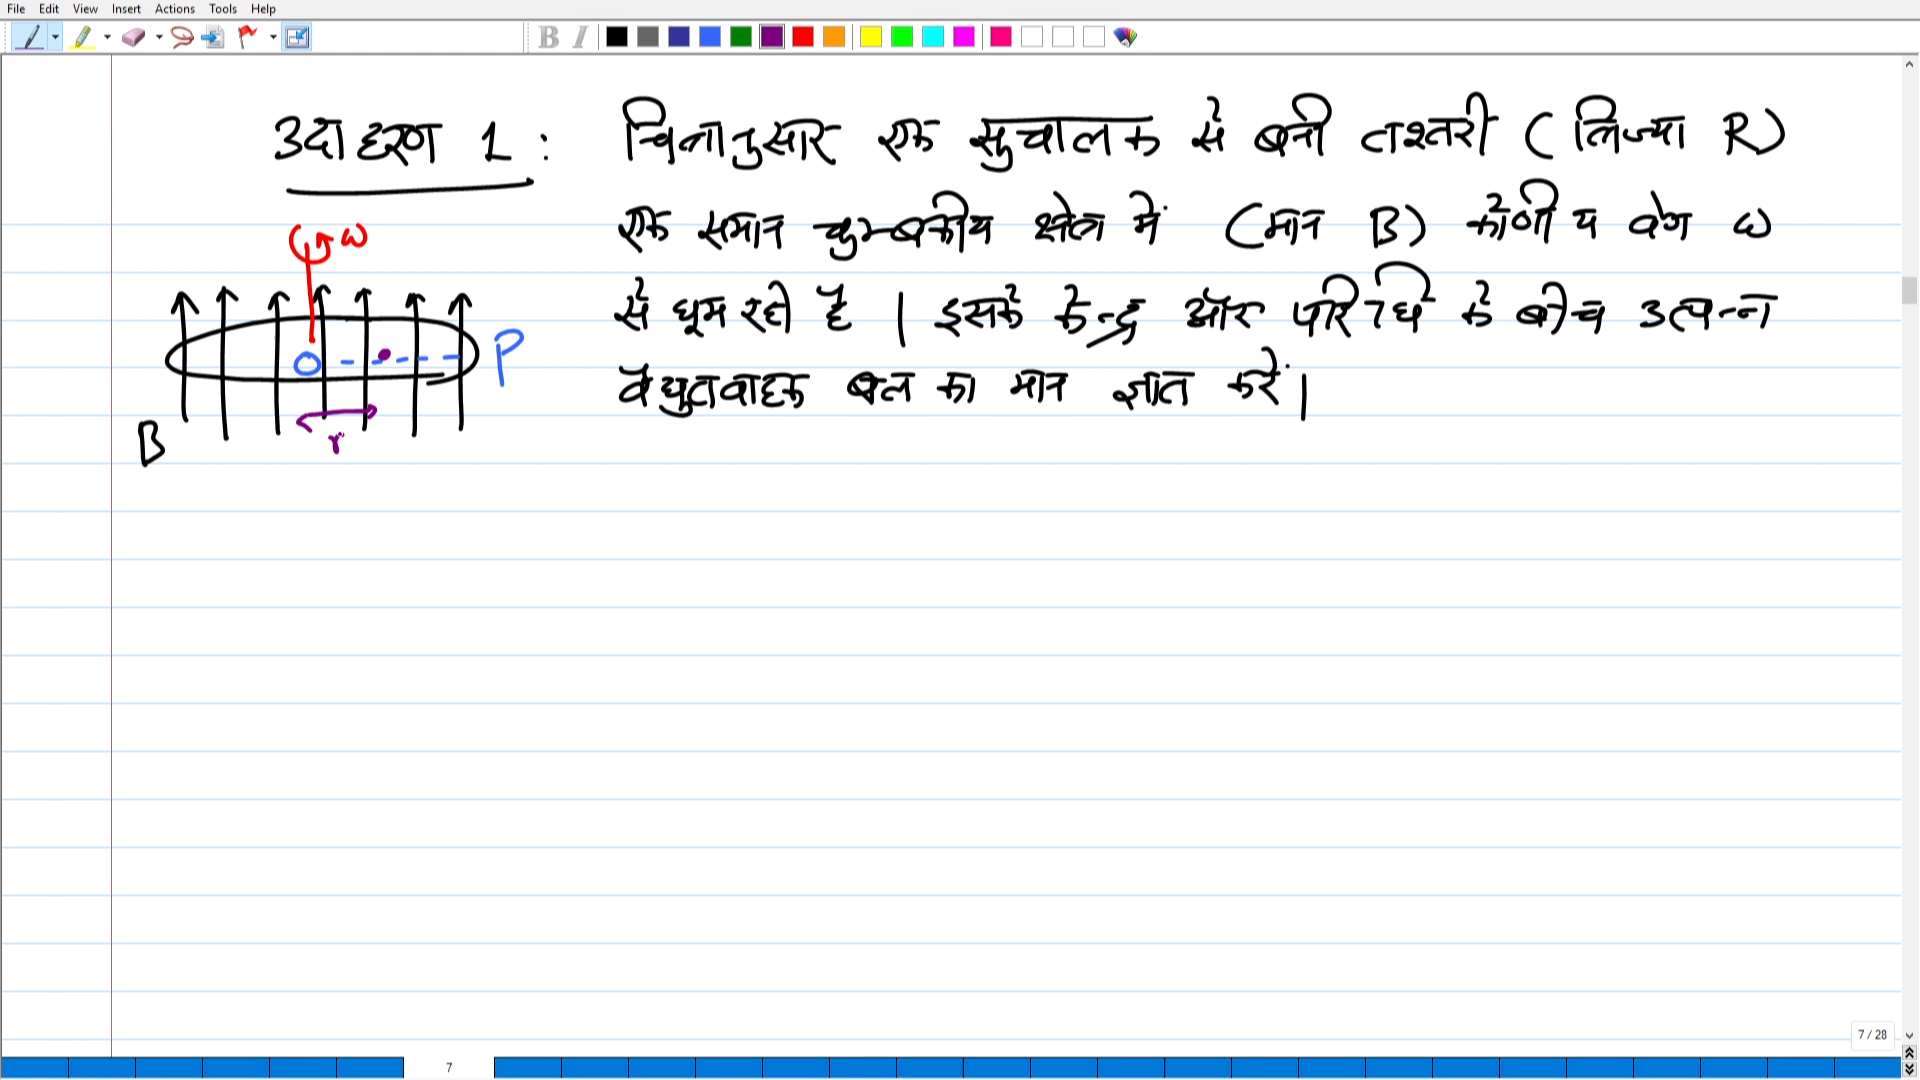 File Edit View Insert Actions Tools Help
B I
उदाहरण 1 : चित्रानुसार एक सुचालक से बनी तश्तरी ( त्रिज्या R )
एक समान चुम्बकीय क्षेत्र में ( मान B ) कोणीय वेग ω
से घूम रही है | इसके केन्द्र और परिधि के बीच उत्पन्न
वैद्युतवाहक बल का मान ज्ञात करें |
ω
O P
r
B
7 / 28
7